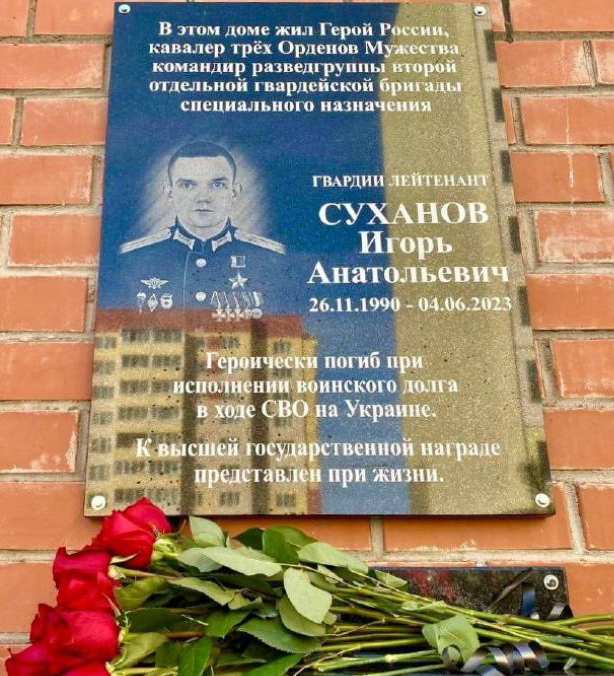 В этом доме жил Герой России,
кавалер трёх Орденов Мужества
командир разведгруппы второй
отдельной гвардейской бригады
специального назначения
ГВАРДИИ ЛЕЙТЕНАНТ
СУХАНОВ
Игорь
Анатольевич
26.11.1990 - 04.06.2023
Героически погиб при
исполнении воинского долга
в ходе СВО на Украине.
К высшей государственной награде
представлен при жизни.